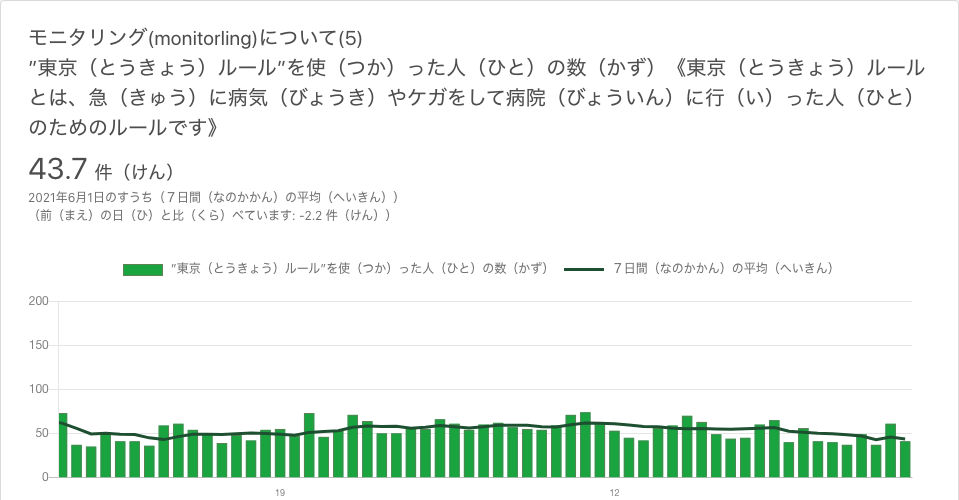 モニタリング(monitorling)について(5)
”東京（とうきょう）ルール”を使（つか）った人（ひと）の数（かず）《東京（とうきょう）ルール
とは、急（きゅう）に病気（びょうき）やケガをして病院（びょういん）に行（い）った人（ひと）
のためのルールです》
43.7 件（けん）
2021年6月1日のすうち（７日間（なのかかん）の平均（へいきん））
（前（まえ）の日（ひ）と比（くら）べています: -2.2 件（けん））
”東京（とうきょう）ルール”を使（つか）った人（ひと）の数（かず） ７日間（なのかかん）の平均（へいきん）
200
150
100
50
0
19 12